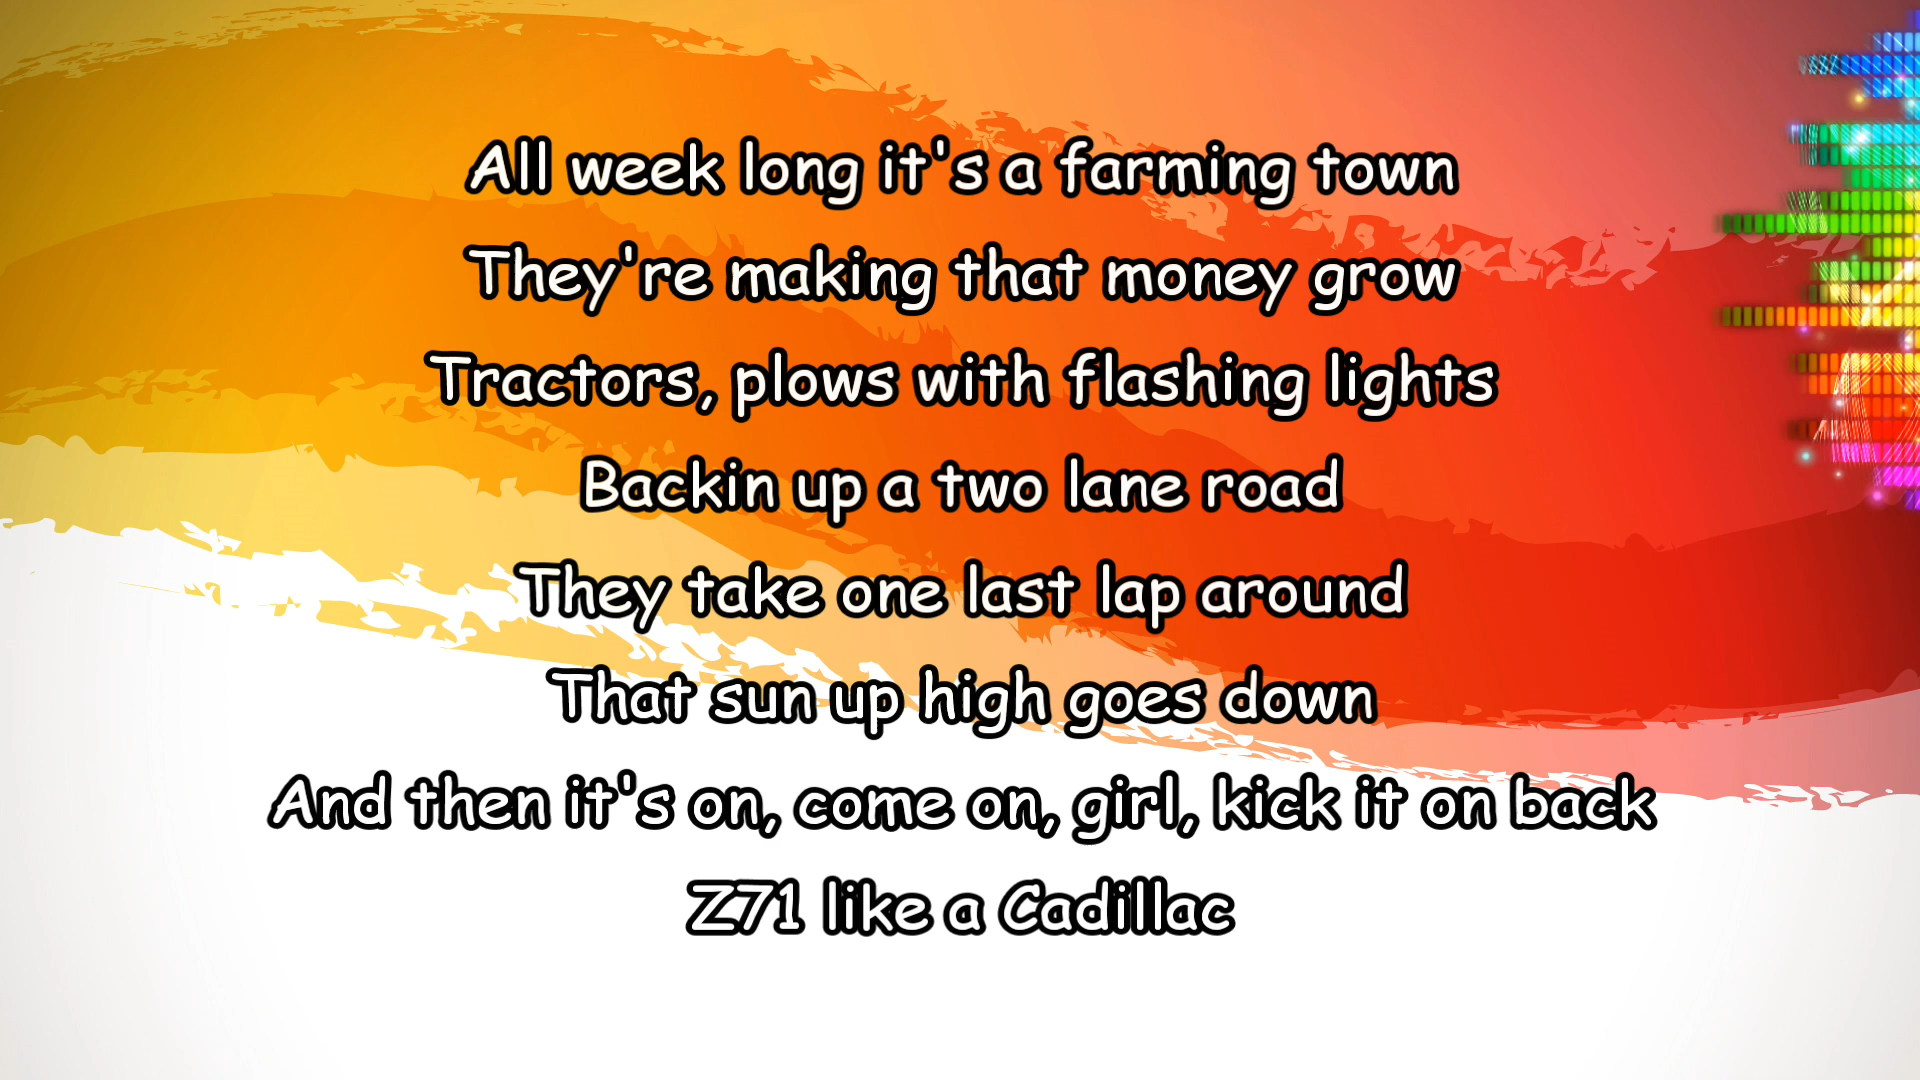 All week long it's a farming town
They're making that money grow
Tractors, plows with flashing lights
Backin up a two lane road
They take one last lap around
That sun up high goes down
And then it's on, come on, girl, kick it on back
Z71 like a Cadillac